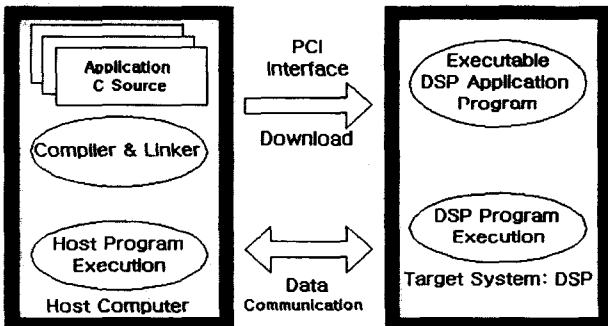 Application
C Source
Compiler & Linker
Host Program
Execution
Host Computer
PCI
Interface
Download
Data
Communication
Executable
DSP Application
Program
DSP Program
Execution
Target System: DSP